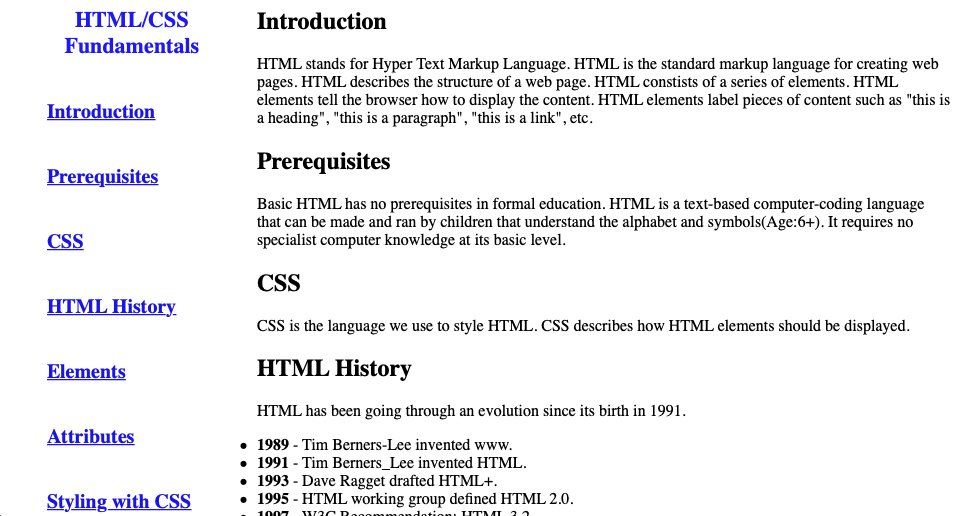 HTML/CSS
Fundamentals
Introduction
Prerequisites
CSS
HTML History
Elements
Attributes
Styling with CSS
Introduction
HTML stands for Hyper Text Markup Language. HTML is the standard markup language for creating web
pages. HTML describes the structure of a web page. HTML constists of a series of elements. HTML
elements tell the browser how to display the content. HTML elements label pieces of content such as "this is
a heading", "this is a paragraph", "this is a link", etc.
Prerequisites
Basic HTML has no prerequisites in formal education. HTML is a text-based computer-coding language
that can be made and ran by children that understand the alphabet and symbols(Age:6+). It requires no
specialist computer knowledge at its basic level.
CSS
CSS is the language we use to style HTML. CSS describes how HTML elements should be displayed.
HTML History
HTML has been going through an evolution since its birth in 1991.
• 1989 - Tim Berners-Lee invented www.
• 1991 - Tim Berners_Lee invented HTML.
• 1993 - Dave Ragget drafted HTML+.
• 1995 - HTML working group defined HTML 2.0.
• 1997 - W3C Recommendation: HTML 3.2